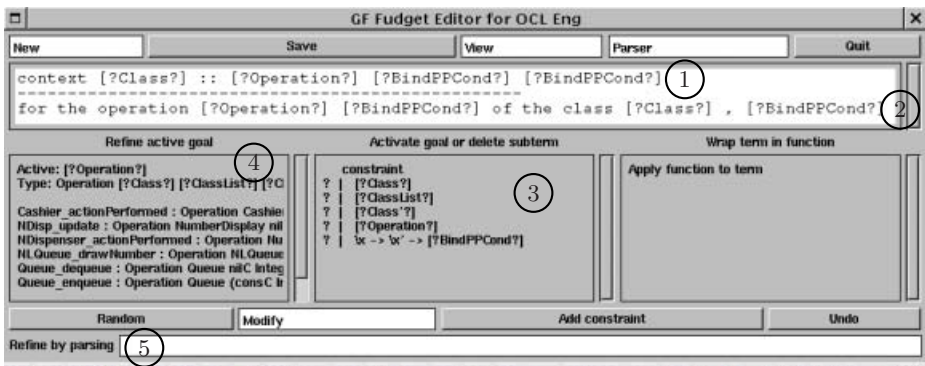 GF Fudget Editor for OCL Eng
New Save View Parser Quit
context [?Class?] :: [?Operation?] [?BindPPCond?] [?BindPPCond?] 1
for the operation [?Operation?] [?BindPPCond?] of the class [?Class?] , [?BindPPCond?] 2
Refine active goal Activate goal or delete subterm Wrap term in function
4
Active: [?Operation?]
Type: Operation [?Class?] [?ClassList?] [?Cl
Cashier_actionPerformed : Operation Cashie
NDisp_update : Operation NumberDisplay nil
NDispenser_actionPerformed : Operation Nu
NLQueue_drawNumber : Operation NLQueue
Queue_dequeue : Operation Queue nilC Integ
Queue_enqueue : Operation Queue (consC I
constraint
? | [?Class?]
? | [?ClassList?] 3
? | [?Class'?]
? | [?Operation?]
? | \x -> \x' -> [?BindPPCond?]
Apply function to term
Random Modify Add constraint Undo
Refine by parsing 5